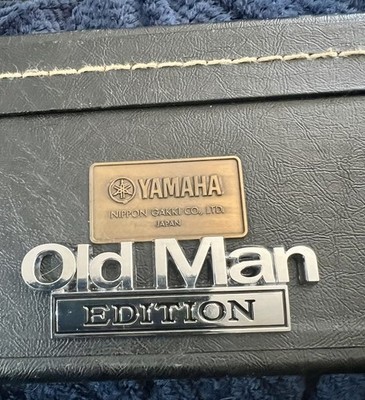 YAMAHA
NIPPON GAKKI CO., LTD.
JAPAN
Old Man
EDITION